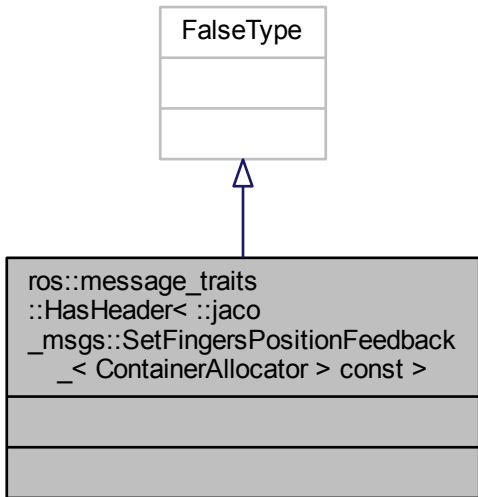 FalseType
ros::message_traits
::HasHeader< ::jaco
_msgs::SetFingersPositionFeedback
_< ContainerAllocator > const >